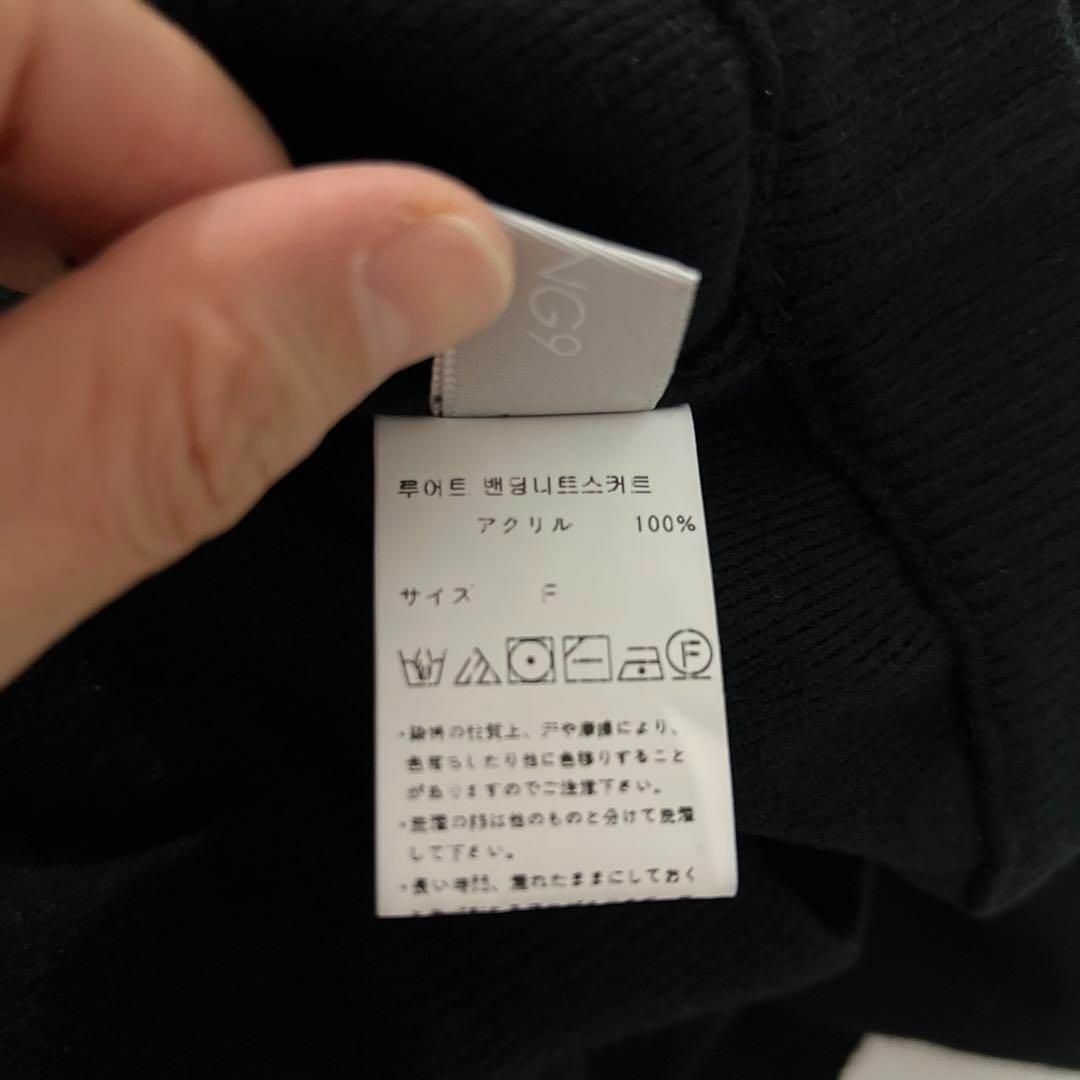 NG9
루어트 밴딩니트스커트
アクリル 100%
サイズ F
F
の性質上、や摩擦により、
色落ちしたり他に色移りすること
がありますのでご注意下さい。
・洗濯の際は他のものと分けて洗濯
して下さい。
・長い時間、濡れたままにしておく